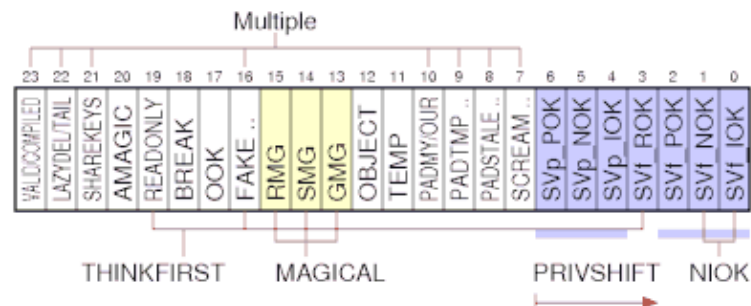 Multiple
23 22 21 20 19 18 17 16 15 14 13 12 11 10 9 8 7 6 5 4 3 2 1 0
VALID/COMPILED
LAZYDEL/TAIL
SHAREKEYS
AMAGIC
READONLY
BREAK
OOK
FAKE ..
RMG
SMG
GMG
OBJECT
TEMP
PADMY/OUR
PADTMP ..
PADSTALE ..
SCREAM ..
SVp_POK
SVp_NOK
SVp_IOK
SVf_ROK
SVf_POK
SVf_NOK
SVf_IOK
THINKFIRST MAGICAL PRIVSHIFT NIOK